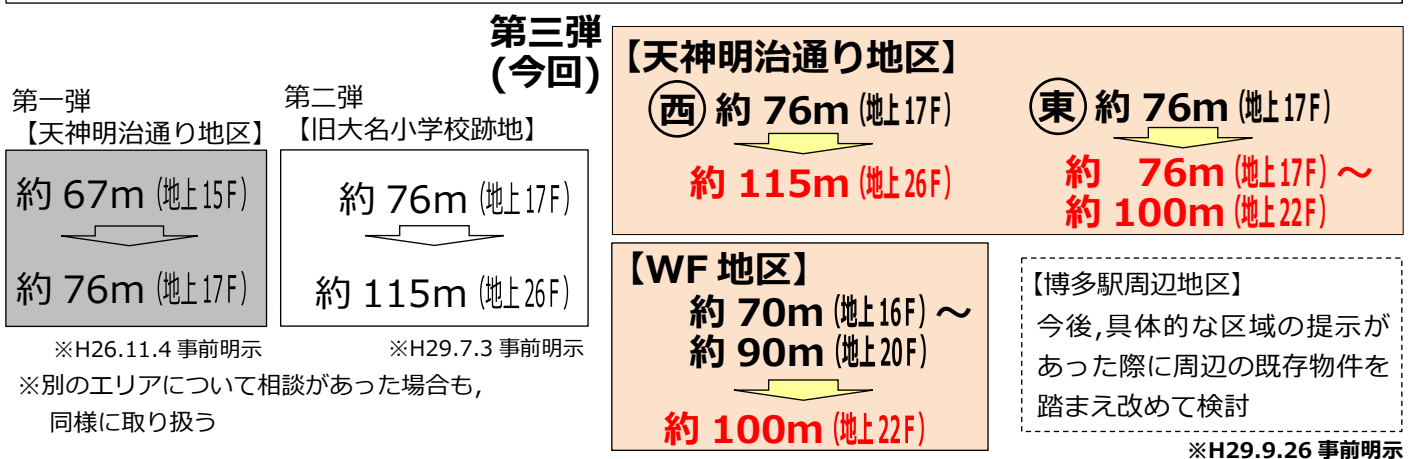 第一弾
【天神明治通り地区】
約 67m (地上15F)
約 76m (地上17F)
※H26.11.4 事前明示
第二弾
【旧大名小学校跡地】
約 76m (地上17F)
約 115m (地上26F)
※H29.7.3 事前明示
※別のエリアについて相談があった場合も,
同様に取り扱う
第三弾
(今回)
【天神明治通り地区】
西 約 76m (地上17F)
約 115m (地上26F)
東 約 76m (地上17F)
約 76m (地上17F) ～
約 100m (地上22F)
【WF 地区】
約 70m (地上16F) ～
約 90m (地上20F)
約 100m (地上22F)
【博多駅周辺地区】
今後,具体的な区域の提示が
あった際に周辺の既存物件を
踏まえ改めて検討
※H29.9.26 事前明示